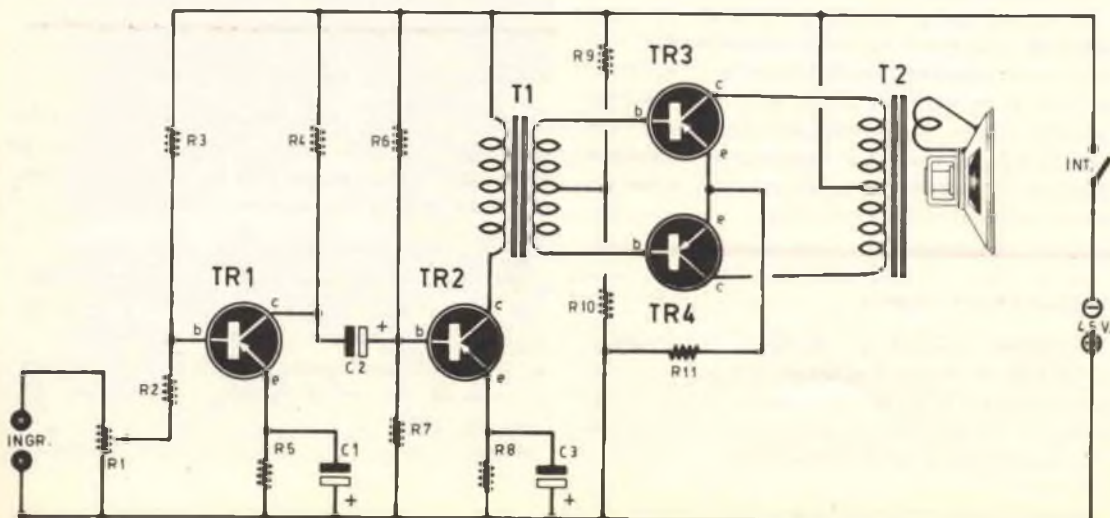 R9
TR3
c
T2
T1
R3
R4
R6
b
e
INT.
e
b
TR1
TR2
R10
c
TR4
c
c
4,5 V.
b
C2
+
b
R11
e
e
R2
INGR.
R1
R5
C1
R7
R8
C3
+
+